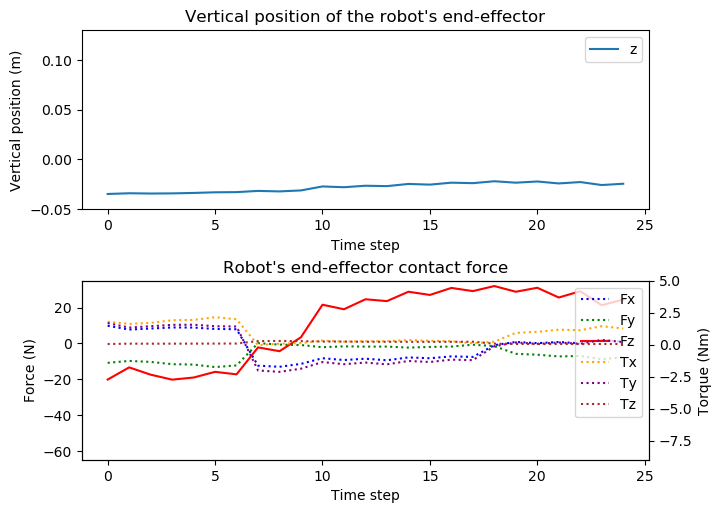 Vertical position of the robot's end-effector
0.10
0.05
0.00
−0.05
Vertical position (m)
z
0 5 10 15 20 25
Time step
Robot's end-effector contact force
20
0
−20
−40
−60
Force (N)
5.0
2.5
0.0
−2.5
−5.0
−7.5
Torque (Nm)
Fx
Fy
Fz
Tx
Ty
Tz
0 5 10 15 20 25
Time step